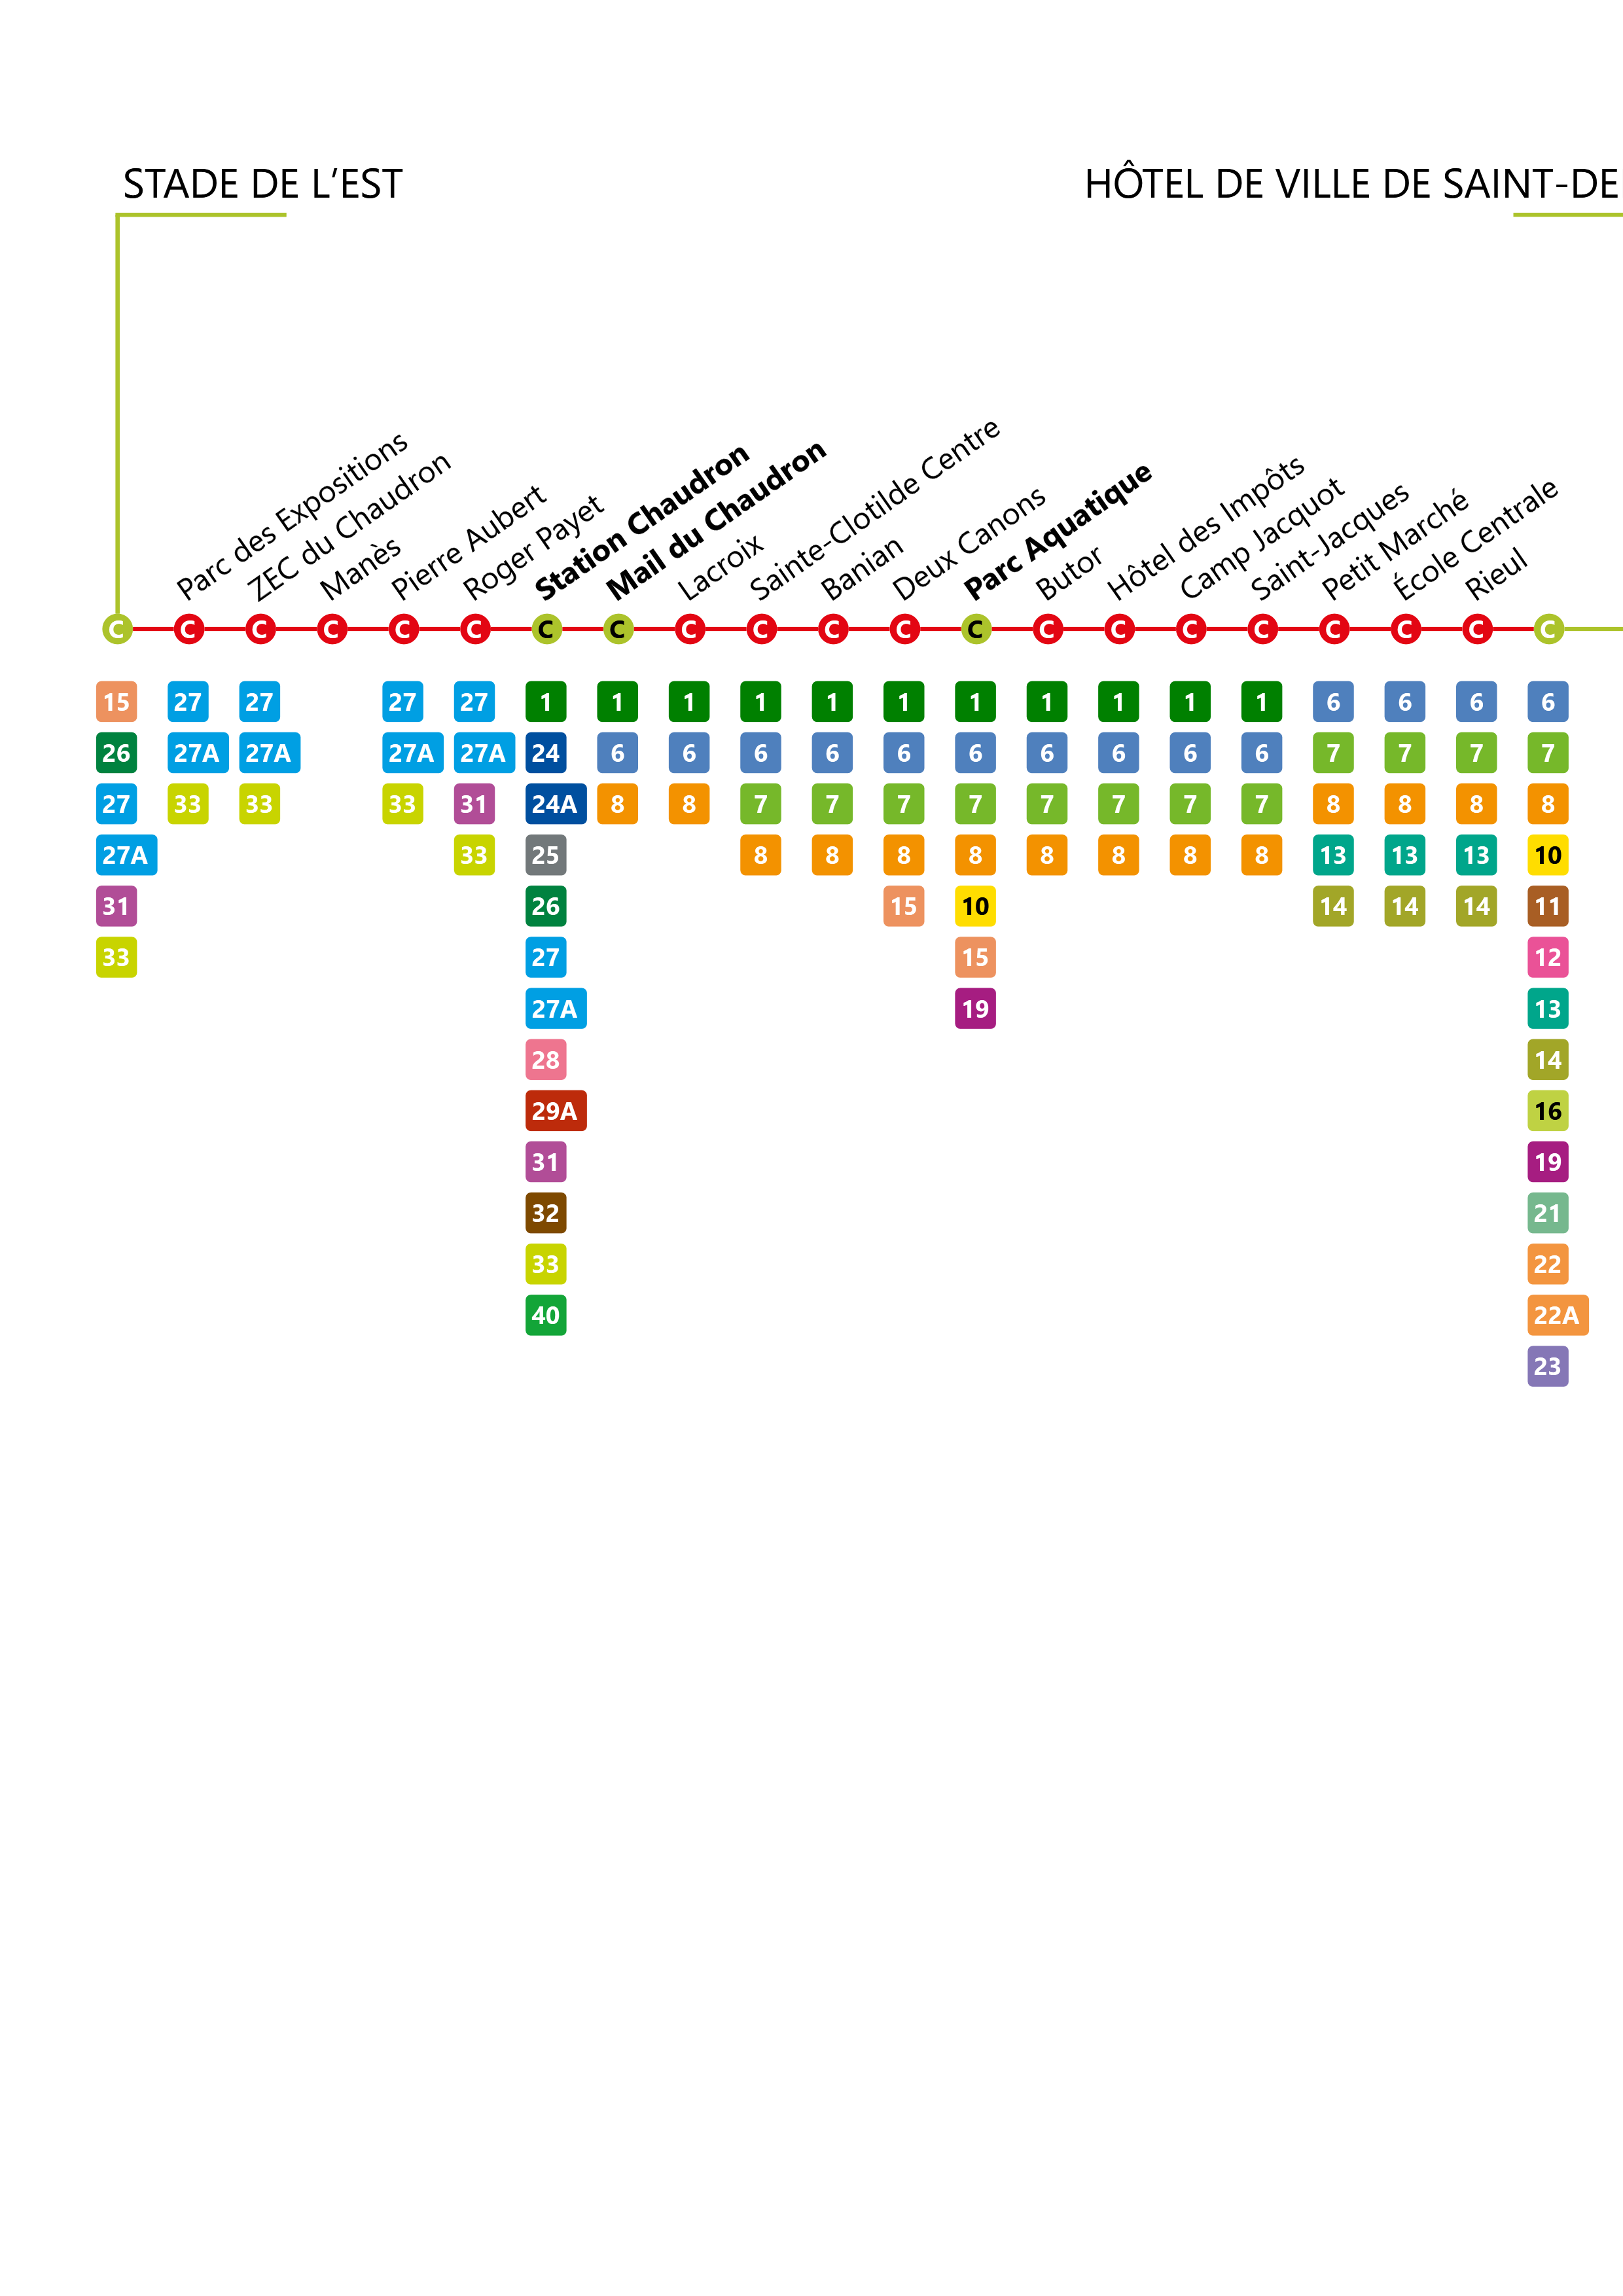 STADE DE L’EST
HÔTEL DE VILLE DE SAINT-DE
Parc des Expositions
ZEC du Chaudron
Manès
Pierre Aubert
Roger Payet
Station Chaudron
Mail du Chaudron
Lacroix
Sainte-Clotilde Centre
Banian
Deux Canons
Parc Aquatique
Butor
Hôtel des Impôts
Camp Jacquot
Saint-Jacques
Petit Marché
École Centrale
Rieul
C C C C C C C C C C C C C C C C C C C C C
15 27 27 27 27 1 1 1 1 1 1 1 1 1 1 1 6 6 6 6
26 27A 27A 27A 27A 24 6 6 6 6 6 6 6 6 6 6 7 7 7 7
27 33 33 33 31 24A 8 8 7 7 7 7 7 7 7 7 8 8 8 8
27A 33 25 8 8 8 8 8 8 8 8 13 13 13 10
31 26 15 10 14 14 14 11
33 27 15 12
27A 19 13
28 14
29A 16
31 19
32 21
33 22
40 22A
23